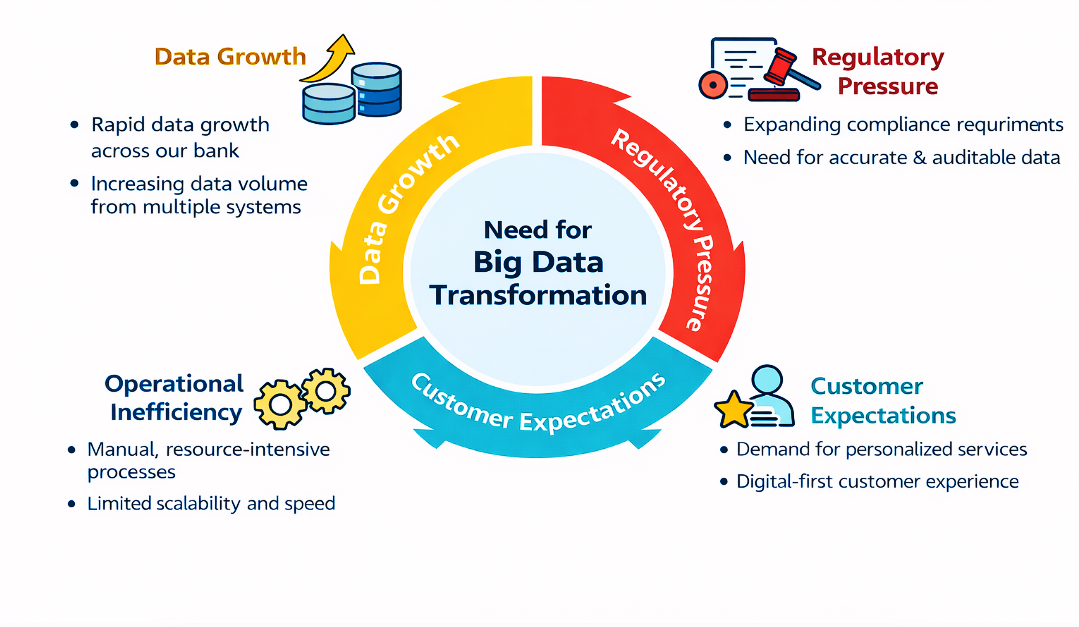 Data Growth
• Rapid data growth
across our bank
• Increasing data volume
from multiple systems
Regulatory
Pressure
• Expanding compliance requriments
• Need for accurate & auditable data
Data Growth
Regulatory Pressure
Customer Expectations
Need for
Big Data
Transformation
Operational
Inefficiency
• Manual, resource-intensive
processes
• Limited scalability and speed
Customer
Expectations
• Demand for personalized services
• Digital-first customer experience